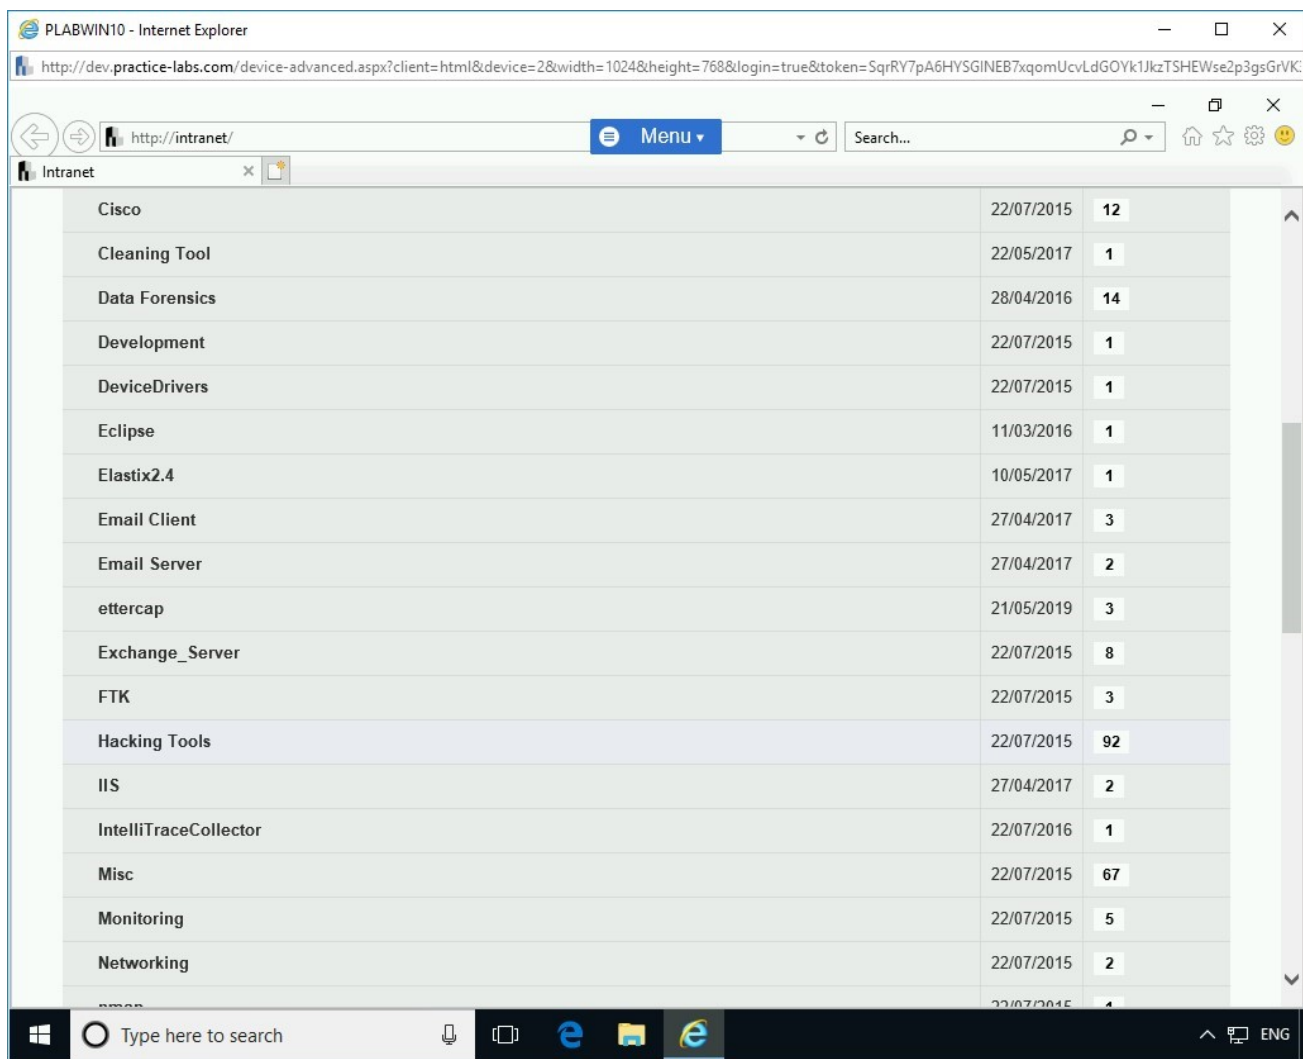 PLABWIN10 - Internet Explorer
http://dev.practice-labs.com/device-advanced.aspx?client=html&device=2&width=1024&height=768&login=true&token=SqrRY7pA6HYSGlNEB7xqomUcvLdGOYk1JkzTSHEWse2p3gsGrVK
http://intranet/ Menu Search...
Intranet
Cisco 22/07/2015 12
Cleaning Tool 22/05/2017 1
Data Forensics 28/04/2016 14
Development 22/07/2015 1
DeviceDrivers 22/07/2015 1
Eclipse 11/03/2016 1
Elastix2.4 10/05/2017 1
Email Client 27/04/2017 3
Email Server 27/04/2017 2
ettercap 21/05/2019 3
Exchange_Server 22/07/2015 8
FTK 22/07/2015 3
Hacking Tools 22/07/2015 92
IIS 27/04/2017 2
IntelliTraceCollector 22/07/2016 1
Misc 22/07/2015 67
Monitoring 22/07/2015 5
Networking 22/07/2015 2
Type here to search ENG